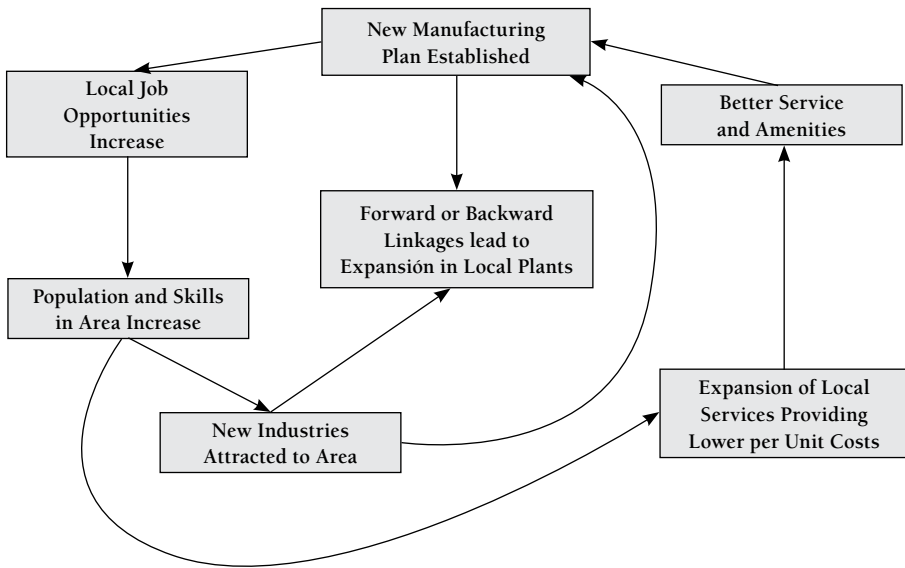 New Manufacturing
Plan Established
Local Job
Opportunities
Increase
Better Service
and Amenities
Forward or Backward
Linkages lead to
Expansión in Local Plants
Population and Skills
in Area Increase
New Industries
Attracted to Area
Expansion of Local
Services Providing
Lower per Unit Costs